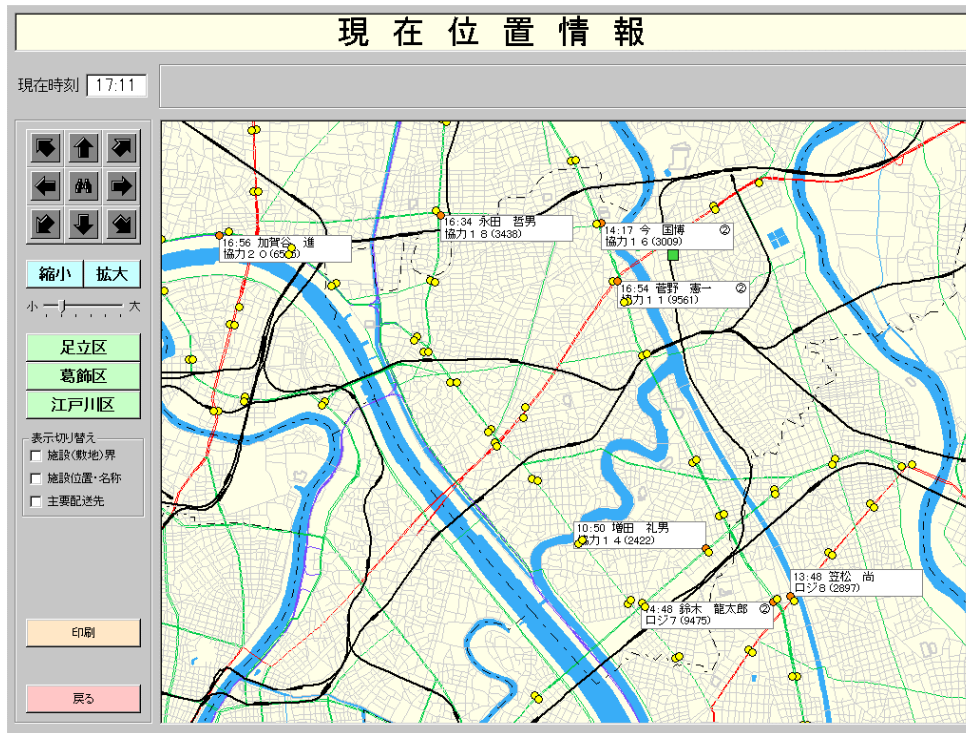 現在位置情報
現在時刻 17:11
縮小 拡大
小 大
足立区
葛飾区
江戸川区
表示切り替え
施設(敷地)界
施設位置・名称
主要配送先
印刷
戻る
16:56 加賀谷 進
協力20
16:34 永田 哲男
協力18(3438)
14:17 今 国博 ②
協力16(3009)
16:54 菅野 憲一 ②
協力11(9561)
10:50 増田 礼男
協力14(2422)
13:48 笠松 尚
ロジ8(2897)
14:48 鈴木 龍太郎 ②
ロジ7(9475)